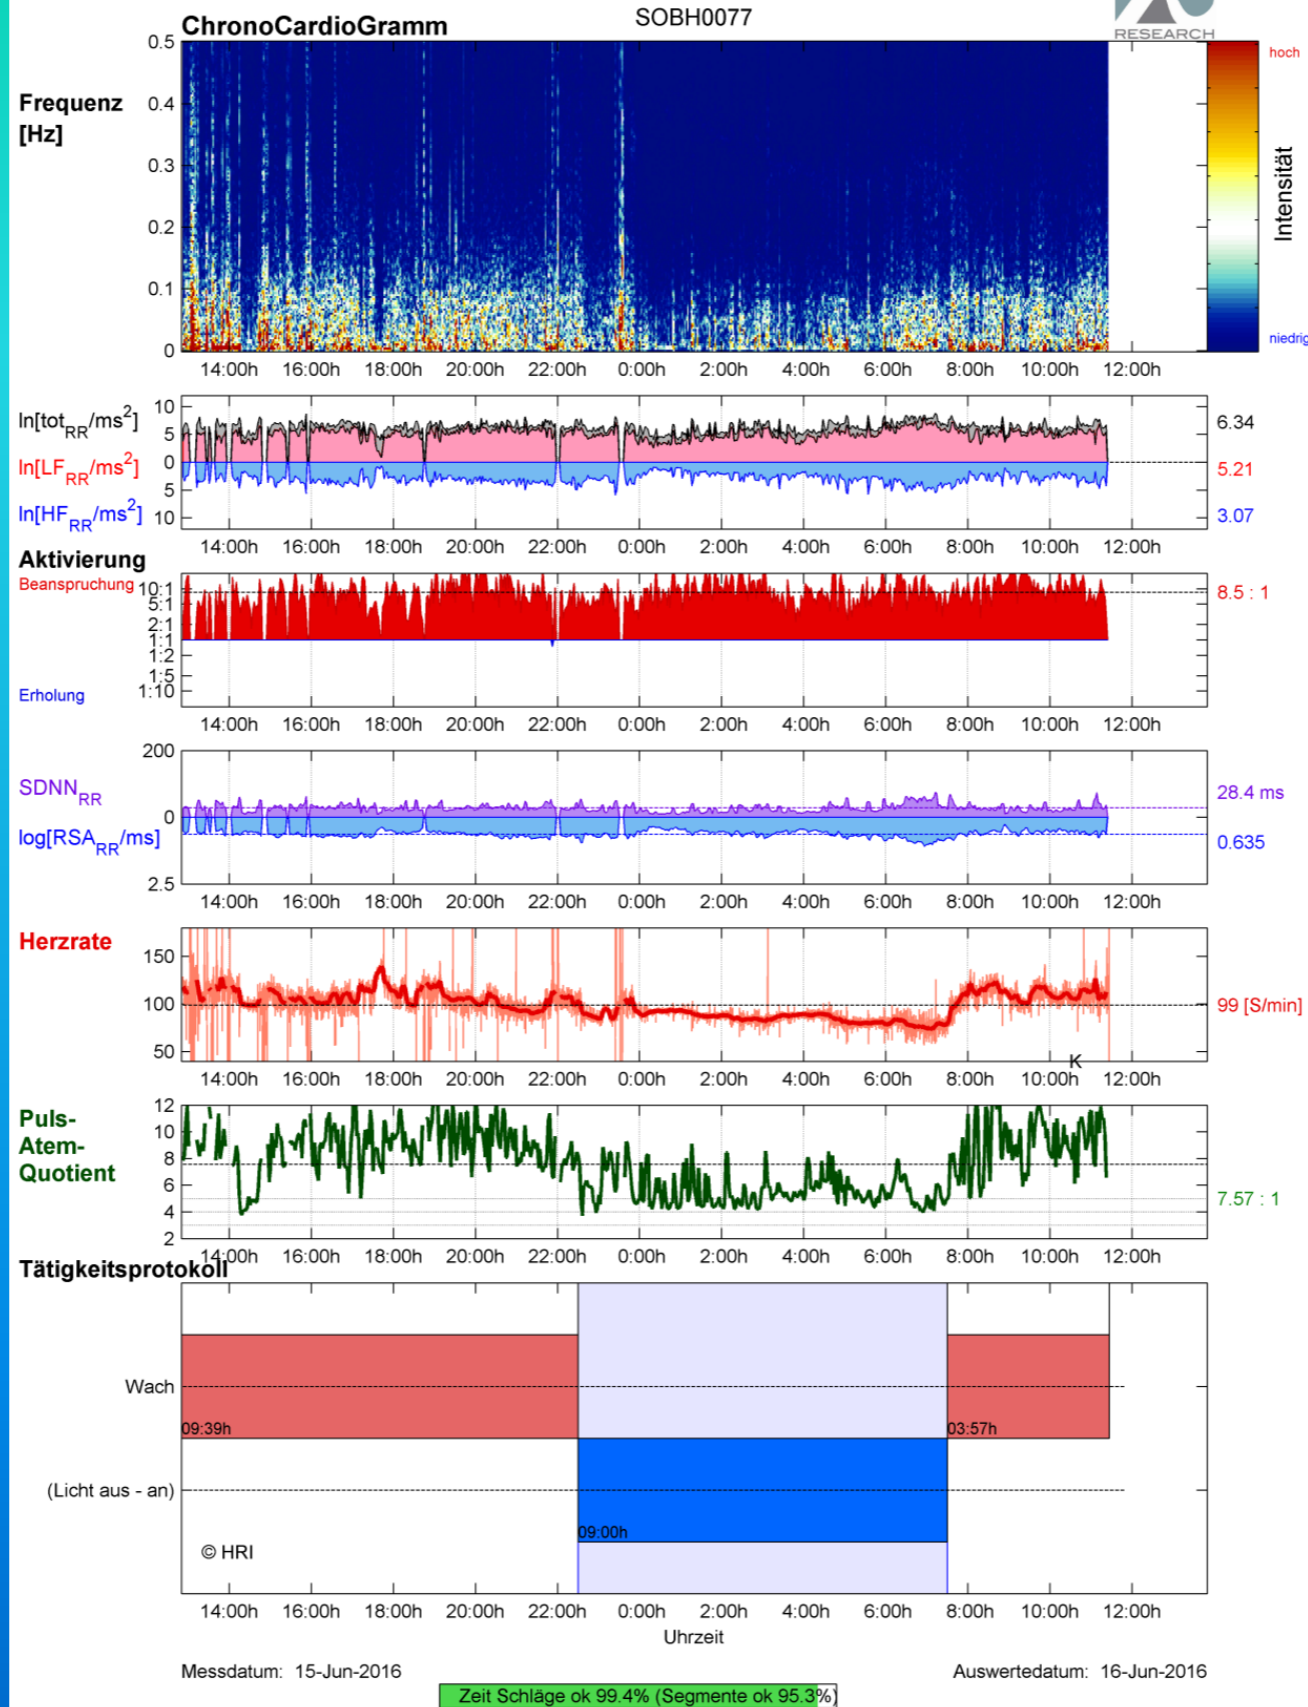 SOBH0077
RESEARCH
ChronoCardioGramm
Frequenz
[Hz]
0.5
0.4
0.3
0.2
0.1
0
hoch
Intensität
niedrig
14:00h 16:00h 18:00h 20:00h 22:00h 0:00h 2:00h 4:00h 6:00h 8:00h 10:00h 12:00h
ln[totRR/ms2]
ln[LFRR/ms2]
ln[HFRR/ms2]
10
5
0
5
10
6.34
5.21
3.07
14:00h 16:00h 18:00h 20:00h 22:00h 0:00h 2:00h 4:00h 6:00h 8:00h 10:00h 12:00h
Aktivierung
Beanspruchung
Erholung
10:1
5:1
2:1
1:1
1:2
1:5
1:10
8.5 : 1
14:00h 16:00h 18:00h 20:00h 22:00h 0:00h 2:00h 4:00h 6:00h 8:00h 10:00h 12:00h
SDNNRR
log[RSARR/ms]
200
0
2.5
28.4 ms
0.635
14:00h 16:00h 18:00h 20:00h 22:00h 0:00h 2:00h 4:00h 6:00h 8:00h 10:00h 12:00h
Herzrate
150
100
50
99 [S/min]
K
14:00h 16:00h 18:00h 20:00h 22:00h 0:00h 2:00h 4:00h 6:00h 8:00h 10:00h 12:00h
Puls-
Atem-
Quotient
12
10
8
6
4
2
7.57 : 1
14:00h 16:00h 18:00h 20:00h 22:00h 0:00h 2:00h 4:00h 6:00h 8:00h 10:00h 12:00h
Tätigkeitsprotokoll
Wach
09:39h
03:57h
(Licht aus - an)
09:00h
© HRI
14:00h 16:00h 18:00h 20:00h 22:00h 0:00h 2:00h 4:00h 6:00h 8:00h 10:00h 12:00h
Uhrzeit
Messdatum: 15-Jun-2016
Auswertedatum: 16-Jun-2016
Zeit Schläge ok 99.4% (Segmente ok 95.3%)